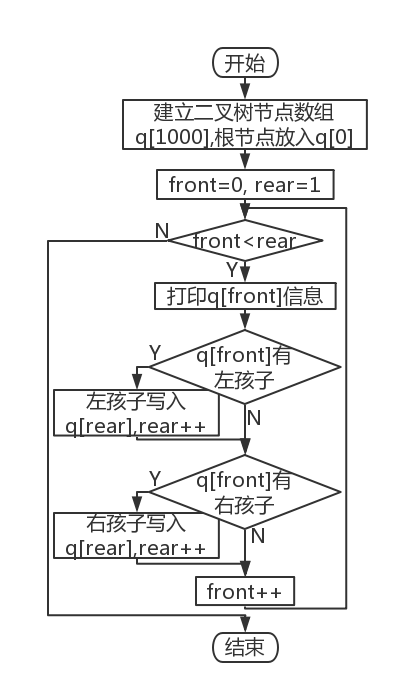 开始
建立二叉树节点数组
q[1000],根节点放入q[0]
front=0, rear=1
N
front<rear
Y
打印q[front]信息
Y
q[front]有
左孩子
左孩子写入
q[rear],rear++
N
Y
q[front]有
右孩子
右孩子写入
q[rear],rear++
N
front++
结束